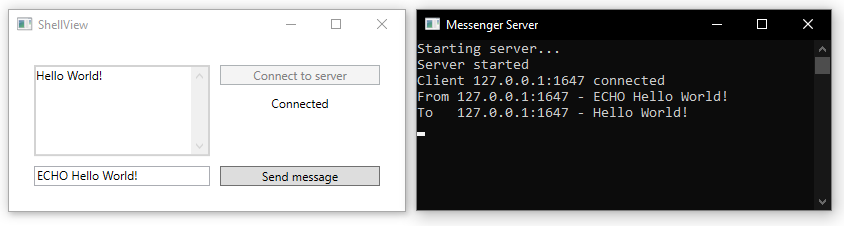 ShellView
Hello World!
Connect to server
Connected
ECHO Hello World!
Send message
Messenger Server
Starting server...
Server started
Client 127.0.0.1:1647 connected
From 127.0.0.1:1647 - ECHO Hello World!
To   127.0.0.1:1647 - Hello World!